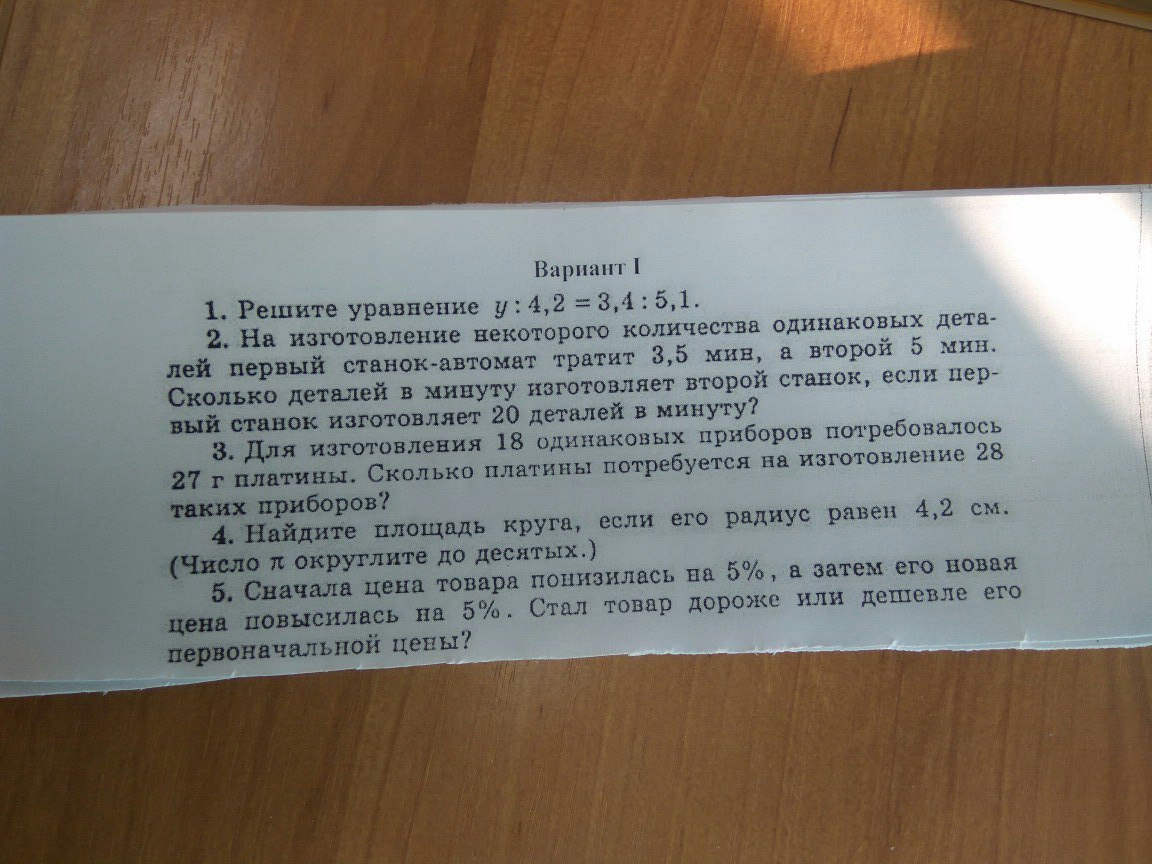 Вариант I
1. Решите уравнение у : 4,2 = 3,4 : 5,1.
2. На изготовление некоторого количества одинаковых дета-
лей первый станок-автомат тратит 3,5 мин, а второй 5 мин.
Сколько деталей в минуту изготовляет второй станок, если пер-
вый станок изготовляет 20 деталей в минуту?
3. Для изготовления 18 одинаковых приборов потребовалось
27 г платины. Сколько платины потребуется на изготовление 28
таких приборов?
4. Найдите площадь круга, если его радиус равен 4,2 см.
(Число π округлите до десятых.)
5. Сначала цена товара понизилась на 5%, а затем его новая
цена повысилась на 5%. Стал товар дороже или дешевле его
первоначальной цены?